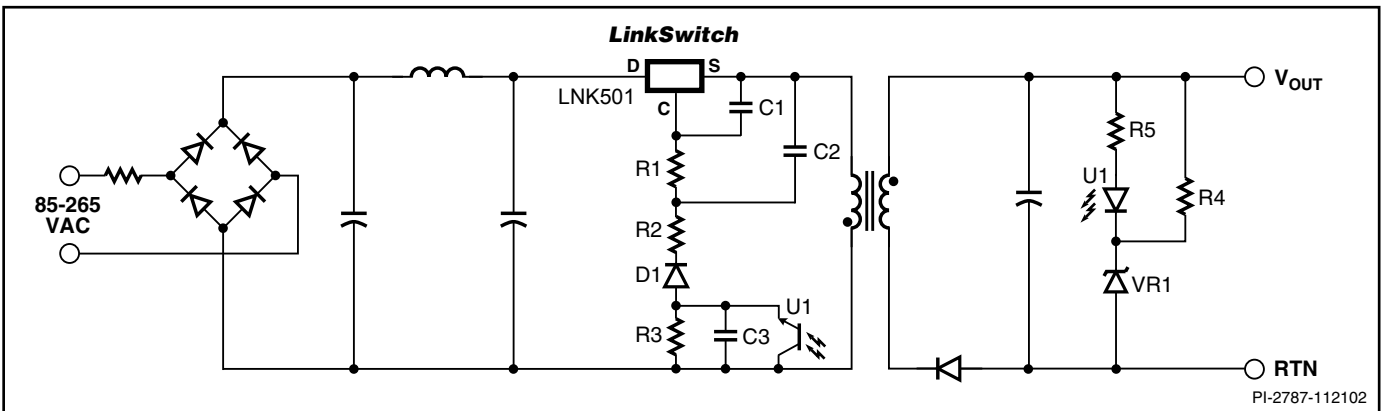 LinkSwitch
D
S
LNK501
C
C1
C2
R1
R2
D1
R3
C3
U1
85-265
VAC
VOUT
R5
U1
R4
VR1
RTN
PI-2787-112102